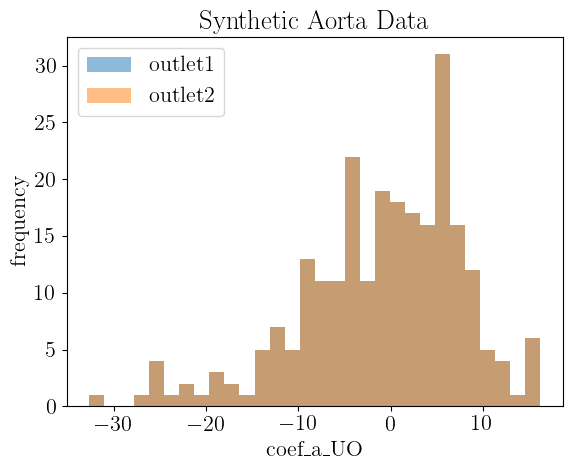 Synthetic Aorta Data
outlet1
outlet2
frequency
30
25
20
15
10
5
0
−30 −20 −10 0 10
coef_a_UO